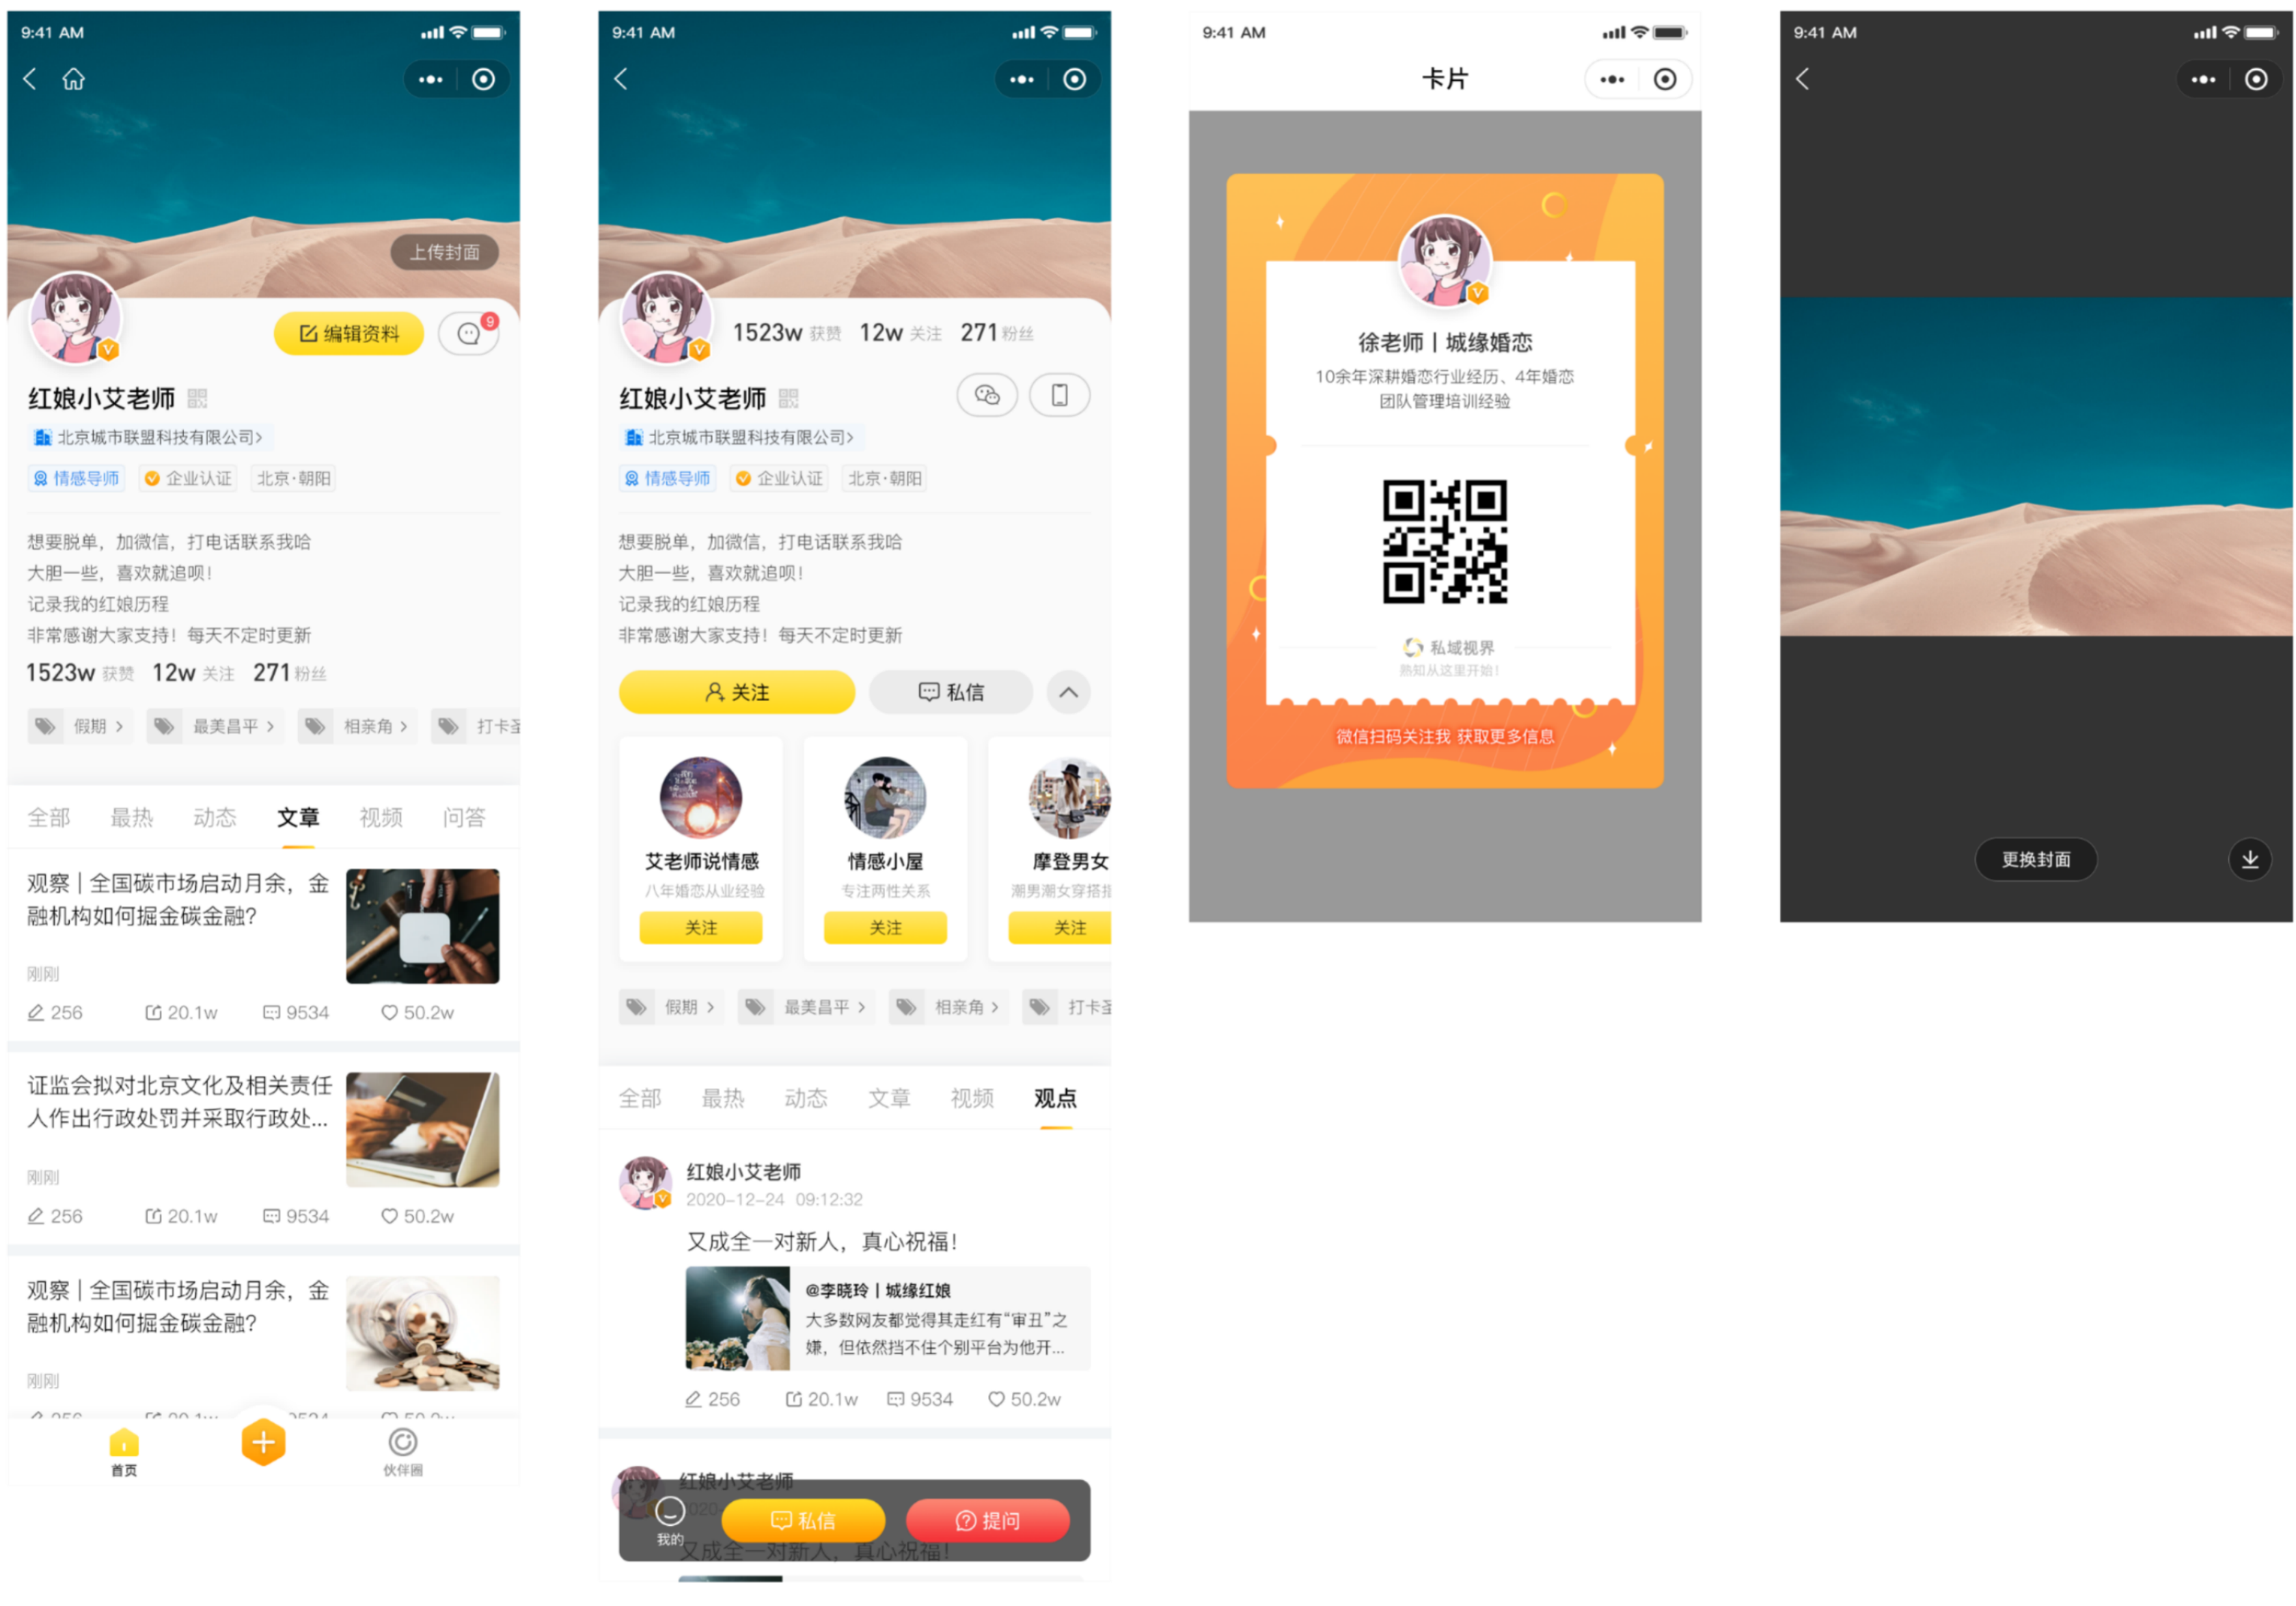 9:41 AM
上传封面
编辑资料
9
红娘小艾老师
北京城市联盟科技有限公司>
情感导师
企业认证
北京·朝阳
想要脱单，加微信，打电话联系我哈
大胆一些，喜欢就追呗！
记录我的红娘历程
非常感谢大家支持！每天不定时更新
1523w 获赞 12w 关注 271 粉丝
假期 >
最美昌平 >
相亲角 >
打卡圣
全部 最热 动态 文章 视频 问答
观察｜全国碳市场启动月余，金
融机构如何掘金碳金融？
刚刚
256 20.1w 9534 50.2w
证监会拟对北京文化及相关责任
人作出行政处罚并采取行政处...
刚刚
256 20.1w 9534 50.2w
观察｜全国碳市场启动月余，金
融机构如何掘金碳金融？
刚刚
首页
伙伴圈
9:41 AM
1523w 获赞 12w 关注 271 粉丝
红娘小艾老师
北京城市联盟科技有限公司>
情感导师
企业认证
北京·朝阳
想要脱单，加微信，打电话联系我哈
大胆一些，喜欢就追呗！
记录我的红娘历程
非常感谢大家支持！每天不定时更新
关注
私信
艾老师说情感
八年婚恋从业经验
关注
情感小屋
专注两性关系
关注
摩登男女
潮男潮女穿搭指
关注
假期 >
最美昌平 >
相亲角 >
打卡圣
全部 最热 动态 文章 视频 观点
红娘小艾老师
2020-12-24 09:12:32
又成全一对新人，真心祝福！
@李晓玲｜城缘红娘
大多数网友都觉得其走红有“审丑”之
嫌，但依然挡不住个别平台为他开...
256 20.1w 9534 50.2w
红娘小艾老师
2020-
我的
私信
提问
又成全一对新人，真心祝福！
9:41 AM
卡片
徐老师｜城缘婚恋
10余年深耕婚恋行业经历、4年婚恋
团队管理培训经验
私域视界
熟知从这里开始！
微信扫码关注我 获取更多信息
9:41 AM
更换封面